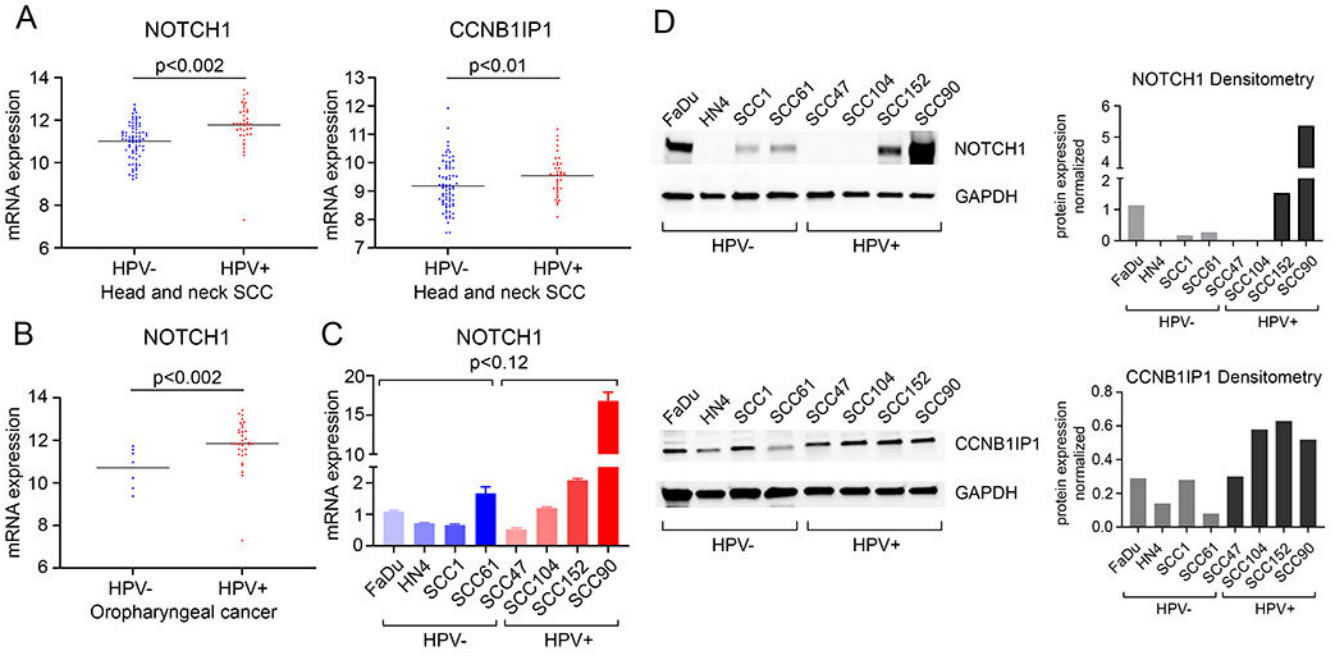 A
NOTCH1
p<0.002
mRNA expression
14
12
10
8
6
HPV-
HPV+
Head and neck SCC
CCNB1IP1
p<0.01
mRNA expression
13
12
11
10
9
8
7
HPV-
HPV+
Head and neck SCC
B
NOTCH1
p<0.002
mRNA expression
14
12
10
8
6
HPV-
HPV+
Oropharyngeal cancer
C
NOTCH1
p<0.12
mRNA expression
20
15
10
2
1
0
FaDu
HN4
SCC1
SCC61
SCC47
SCC104
SCC152
SCC90
HPV-
HPV+
D
FaDu
HN4
SCC1
SCC61
SCC47
SCC104
SCC152
SCC90
NOTCH1
GAPDH
HPV-
HPV+
NOTCH1 Densitometry
protein expression
normalized
6
5
4
2
1
0
FaDu
HN4
SCC1
SCC61
SCC47
SCC104
SCC152
SCC90
HPV-
HPV+
FaDu
HN4
SCC1
SCC61
SCC47
SCC104
SCC152
SCC90
CCNB1IP1
GAPDH
HPV-
HPV+
CCNB1IP1 Densitometry
protein expression
normalized
0.8
0.6
0.4
0.2
0.0
FaDu
HN4
SCC1
SCC61
SCC47
SCC104
SCC152
SCC90
HPV-
HPV+